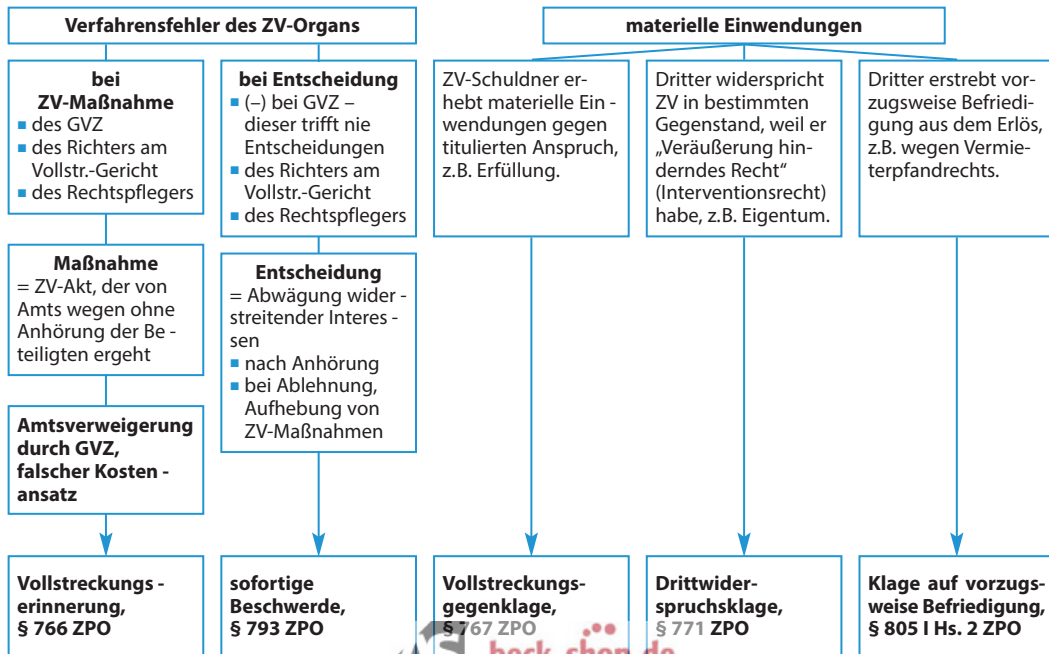 Verfahrensfehler des ZV-Organs
materielle Einwendungen
bei
ZV-Maßnahme
■ des GVZ
■ des Richters am
Vollstr.-Gericht
■ des Rechtspflegers
bei Entscheidung
■ (–) bei GVZ –
dieser trifft nie
Entscheidungen
■ des Richters am
Vollstr.-Gericht
■ des Rechtspflegers
ZV-Schuldner er-
hebt materielle Ein -
wendungen gegen
titulierten Anspruch,
z.B. Erfüllung.
Dritter widerspricht
ZV in bestimmten
Gegenstand, weil er
„Veräußerung hin-
derndes Recht“
(Interventionsrecht)
habe, z.B. Eigentum.
Dritter erstrebt vor-
zugsweise Befriedi-
gung aus dem Erlös,
z.B. wegen Vermie-
terpfandrechts.
Maßnahme
= ZV-Akt, der von
Amts wegen ohne
Anhörung der Be -
teiligten ergeht
Entscheidung
= Abwägung wider -
streitender Interes -
sen
■ nach Anhörung
■ bei Ablehnung,
Aufhebung von
ZV-Maßnahmen
Amtsverweigerung
durch GVZ,
falscher Kosten -
ansatz
Vollstreckungs -
erinnerung,
§ 766 ZPO
sofortige
Beschwerde,
§ 793 ZPO
Vollstreckungs-
gegenklage,
§ 767 ZPO
Drittwider-
spruchsklage,
§ 771 ZPO
Klage auf vorzugs-
weise Befriedigung,
§ 805 I Hs. 2 ZPO
beck-shop.de